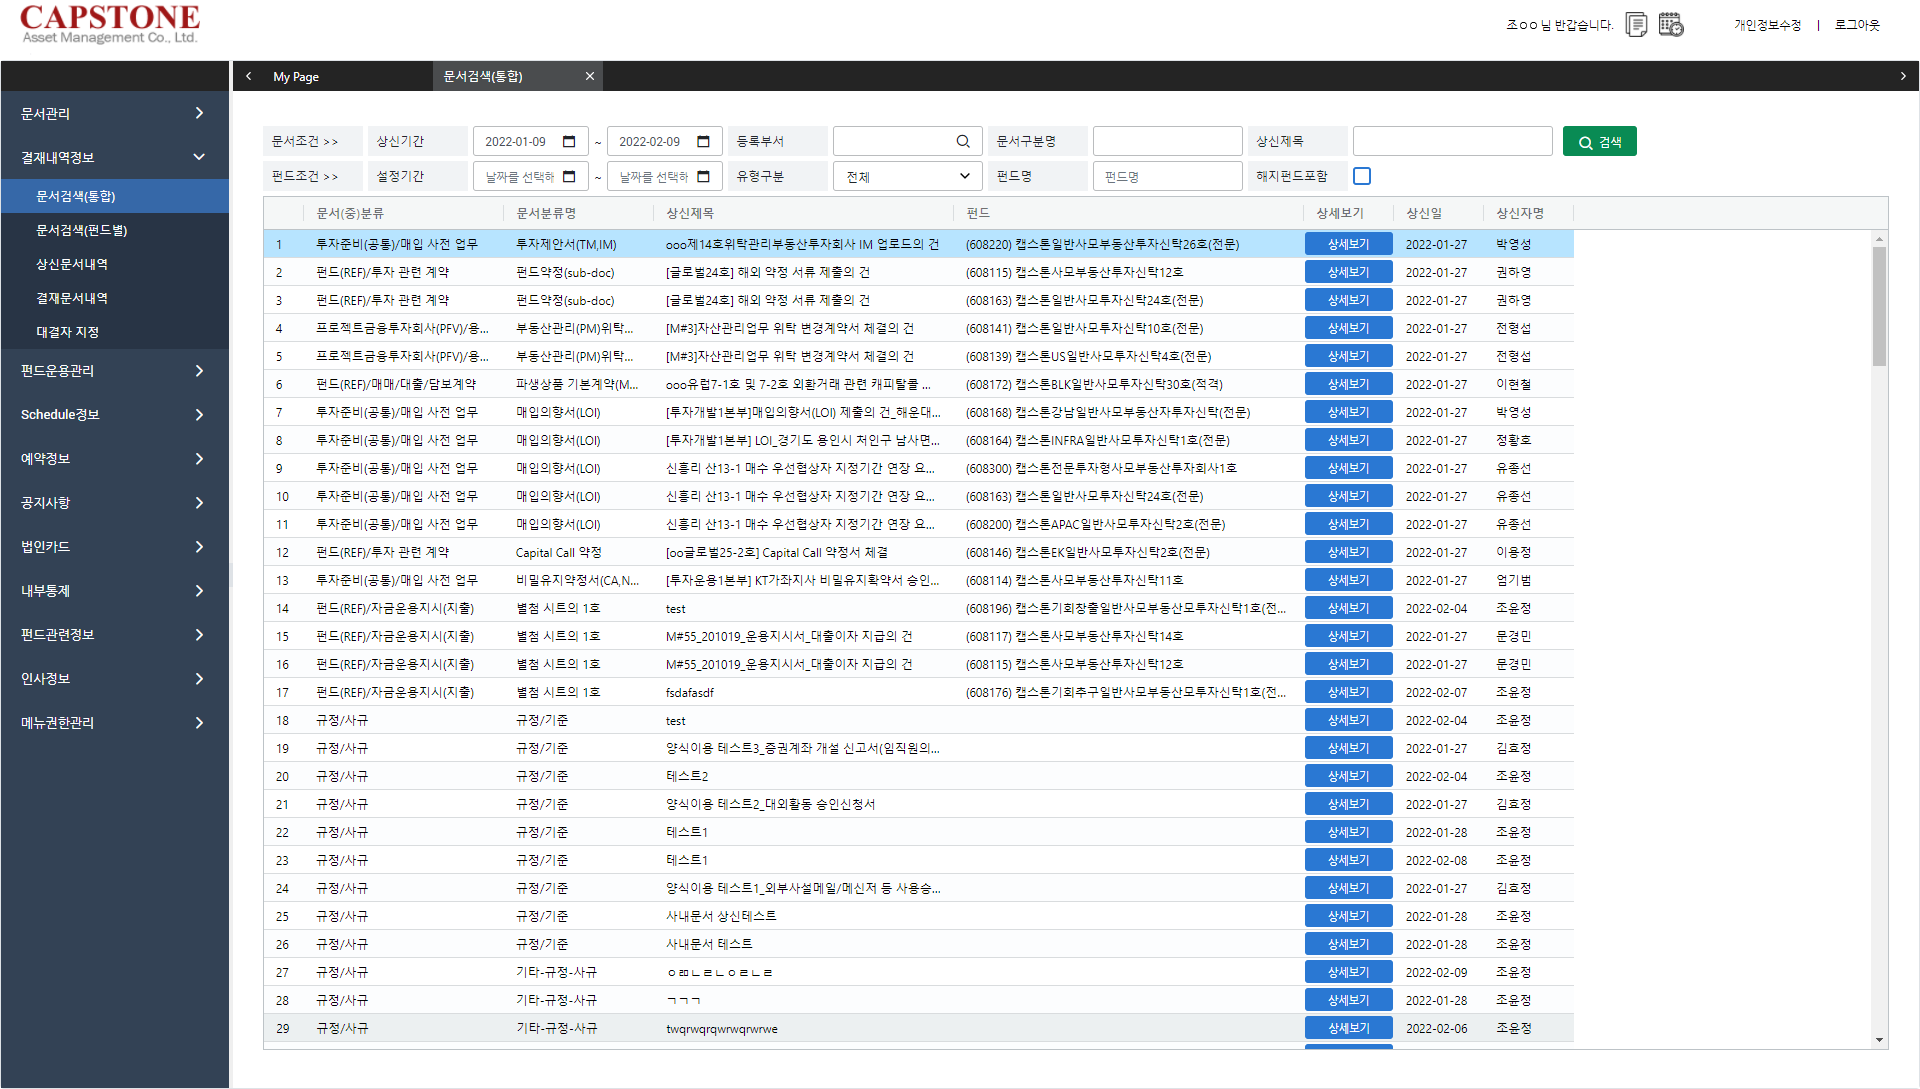 CAPSTONE
Asset Management Co., Ltd.
조ㅇㅇ 님 반갑습니다.
개인정보수정 | 로그아웃
My Page
문서검색(통합)
문서관리
결재내역정보
문서검색(통합)
문서검색(펀드별)
상신문서내역
결재문서내역
대결자 지정
펀드운용관리
Schedule정보
예약정보
공지사항
법인카드
내부통제
펀드관련정보
인사정보
메뉴권한관리
문서조건 >> 상신기간 2022-01-09 ~ 2022-02-09 등록부서 문서구분명 상신제목 검색
펀드조건 >> 설정기간 날짜를 선택하 ~ 날짜를 선택하 유형구분 전체 펀드명 펀드명 해지펀드포함
문서(중)분류 문서분류명 상신제목 펀드 상세보기 상신일 상신자명
1 투자준비(공통)/매입 사전 업무 투자제안서(TM,IM) ooo제14호위탁관리부동산투자회사 IM 업로드의 건 (608220) 캡스톤일반사모부동산투자신탁26호(전문) 상세보기 2022-01-27 박영성
2 펀드(REF)/투자 관련 계약 펀드약정(sub-doc) [글로벌24호] 해외 약정 서류 제출의 건 (608115) 캡스톤사모부동산투자신탁12호 상세보기 2022-01-27 권하영
3 펀드(REF)/투자 관련 계약 펀드약정(sub-doc) [글로벌24호] 해외 약정 서류 제출의 건 (608163) 캡스톤일반사모투자신탁24호(전문) 상세보기 2022-01-27 권하영
4 프로젝트금융투자회사(PFV)/용... 부동산관리(PM)위탁... [M#3]자산관리업무 위탁 변경계약서 체결의 건 (608141) 캡스톤일반사모투자신탁10호(전문) 상세보기 2022-01-27 전형섭
5 프로젝트금융투자회사(PFV)/용... 부동산관리(PM)위탁... [M#3]자산관리업무 위탁 변경계약서 체결의 건 (608139) 캡스톤US일반사모투자신탁4호(전문) 상세보기 2022-01-27 전형섭
6 펀드(REF)/매매/대출/담보계약 파생상품 기본계약(M... ooo유럽7-1호 및 7-2호 외환거래 관련 캐피탈콜 ... (608172) 캡스톤BLK일반사모투자신탁30호(적격) 상세보기 2022-01-27 이현철
7 투자준비(공통)/매입 사전 업무 매입의향서(LOI) [투자개발1본부]매입의향서(LOI) 제출의 건_해운대... (608168) 캡스톤강남일반사모부동산자투자신탁(전문) 상세보기 2022-01-27 박영성
8 투자준비(공통)/매입 사전 업무 매입의향서(LOI) [투자개발1본부] LOI_경기도 용인시 처인구 남사면... (608164) 캡스톤INFRA일반사모투자신탁1호(전문) 상세보기 2022-01-27 정황호
9 투자준비(공통)/매입 사전 업무 매입의향서(LOI) 신흥리 산13-1 매수 우선협상자 지정기간 연장 요... (608300) 캡스톤전문투자형사모부동산투자회사1호 상세보기 2022-01-27 유종선
10 투자준비(공통)/매입 사전 업무 매입의향서(LOI) 신흥리 산13-1 매수 우선협상자 지정기간 연장 요... (608163) 캡스톤일반사모투자신탁24호(전문) 상세보기 2022-01-27 유종선
11 투자준비(공통)/매입 사전 업무 매입의향서(LOI) 신흥리 산13-1 매수 우선협상자 지정기간 연장 요... (608200) 캡스톤APAC일반사모투자신탁2호(전문) 상세보기 2022-01-27 유종선
12 펀드(REF)/투자 관련 계약 Capital Call 약정 [oo글로벌25-2호] Capital Call 약정서 체결 (608146) 캡스톤EK일반사모투자신탁2호(전문) 상세보기 2022-01-27 이용정
13 투자준비(공통)/매입 사전 업무 비밀유지약정서(CA,N... [투자운용1본부] KT가좌지사 비밀유지확약서 승인... (608114) 캡스톤사모부동산투자신탁11호 상세보기 2022-01-27 엄기범
14 펀드(REF)/자금운용지시(지출) 별첨 시트의 1호 test (608196) 캡스톤기회창출일반사모부동산모투자신탁1호(전... 상세보기 2022-02-04 조윤정
15 펀드(REF)/자금운용지시(지출) 별첨 시트의 1호 M#55_201019_운용지시서_대출이자 지급의 건 (608117) 캡스톤사모부동산투자신탁14호 상세보기 2022-01-27 문경민
16 펀드(REF)/자금운용지시(지출) 별첨 시트의 1호 M#55_201019_운용지시서_대출이자 지급의 건 (608115) 캡스톤사모부동산투자신탁12호 상세보기 2022-01-27 문경민
17 펀드(REF)/자금운용지시(지출) 별첨 시트의 1호 fsdafasdf (608176) 캡스톤기회추구일반사모부동산모투자신탁1호(전... 상세보기 2022-02-07 조윤정
18 규정/사규 규정/기준 test 상세보기 2022-02-04 조윤정
19 규정/사규 규정/기준 양식이용 테스트3_증권계좌 개설 신고서(임직원의... 상세보기 2022-01-27 김효정
20 규정/사규 규정/기준 테스트2 상세보기 2022-02-04 조윤정
21 규정/사규 규정/기준 양식이용 테스트2_대외활동 승인신청서 상세보기 2022-01-27 김효정
22 규정/사규 규정/기준 테스트1 상세보기 2022-01-28 조윤정
23 규정/사규 규정/기준 테스트1 상세보기 2022-02-08 조윤정
24 규정/사규 규정/기준 양식이용 테스트1_외부사설메일/메신저 등 사용승... 상세보기 2022-01-27 김효정
25 규정/사규 규정/기준 사내문서 상신테스트 상세보기 2022-01-28 조윤정
26 규정/사규 규정/기준 사내문서 테스트 상세보기 2022-01-28 조윤정
27 규정/사규 기타-규정-사규 상세보기 2022-02-09 조윤정
28 규정/사규 기타-규정-사규 ㄱㄱㄱ 상세보기 2022-01-28 조윤정
29 규정/사규 기타-규정-사규 twqrwqrqwrwqrwrwe 상세보기 2022-02-06 조윤정